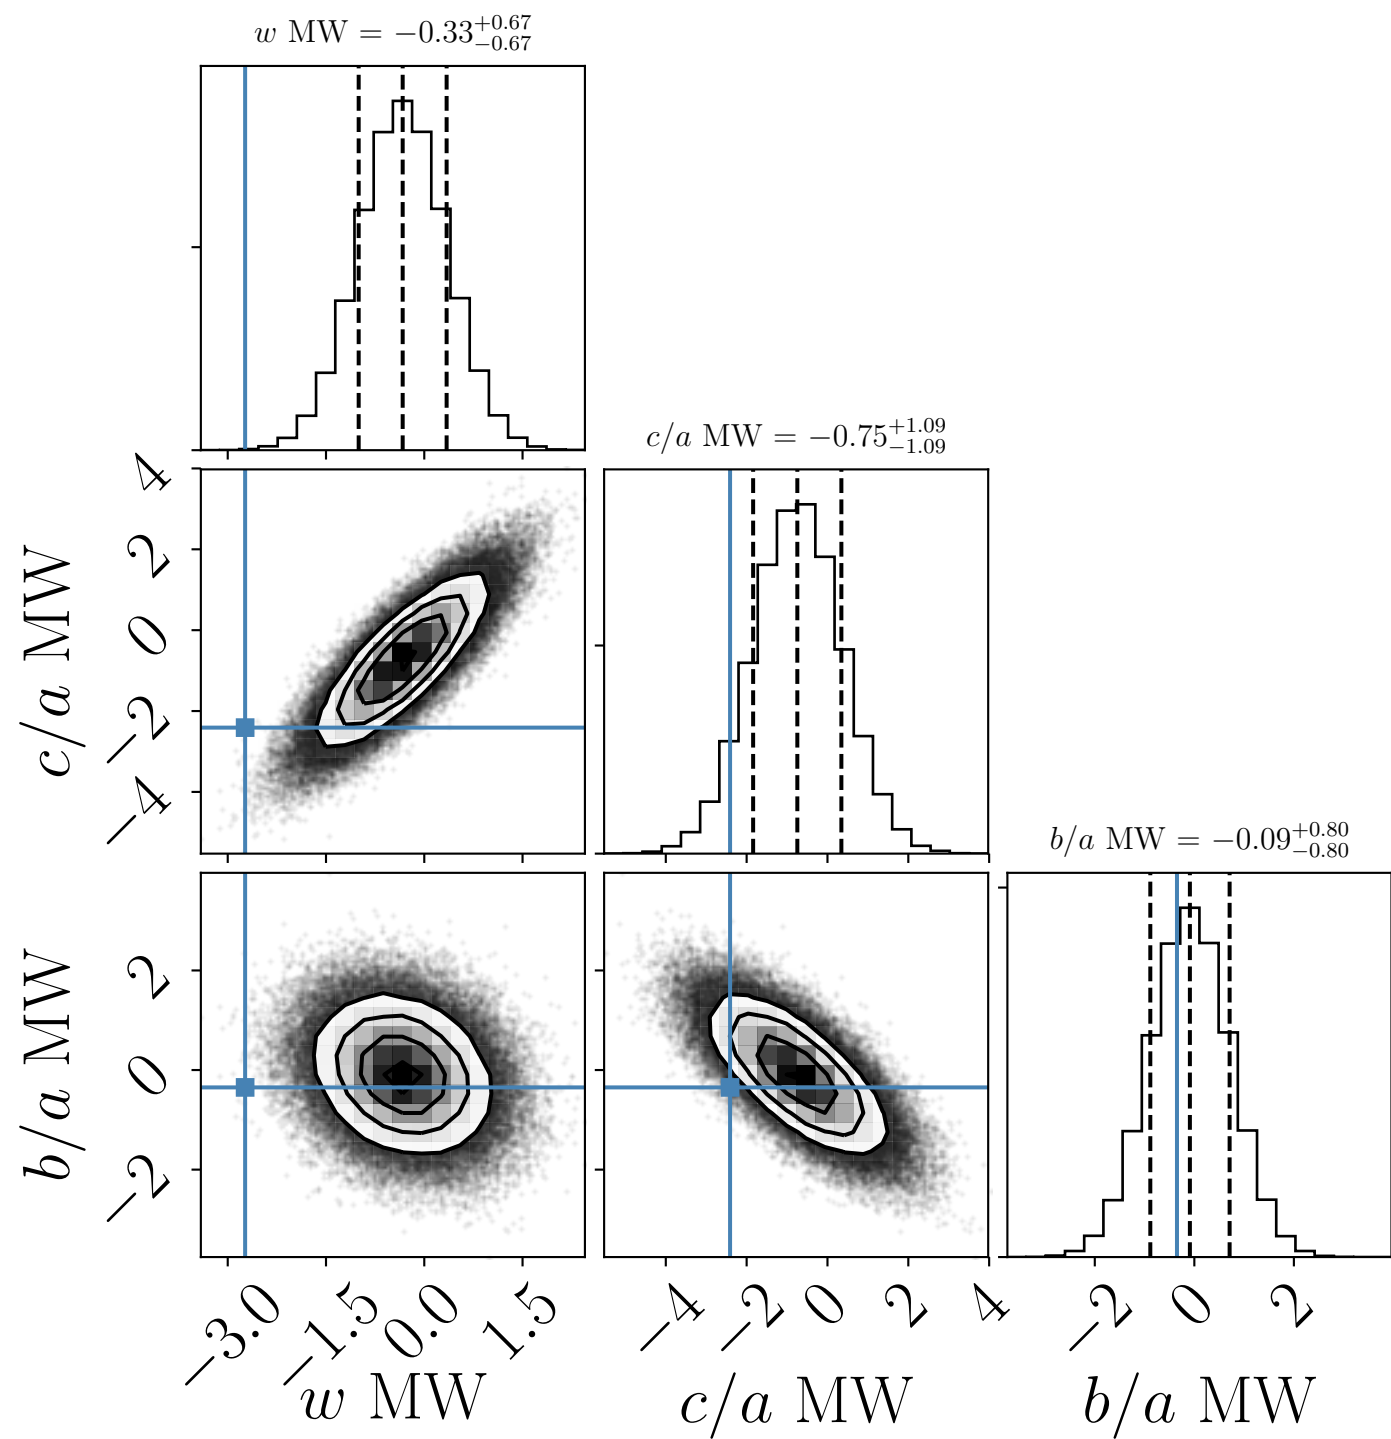 w MW = −0.33+0.67−0.67
c/a MW = −0.75+1.09−1.09
b/a MW = −0.09+0.80−0.80
c/a MW
4
2
0
−2
−4
b/a MW
2
0
−2
−3.0 −1.5 0.0 1.5
w MW
−4 −2 0 2 4
c/a MW
−2 0 2
b/a MW